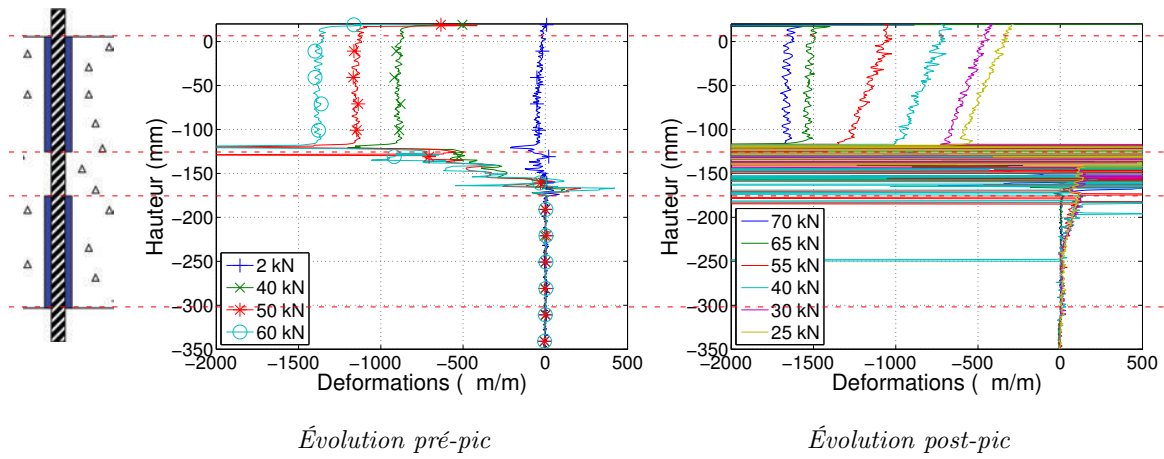 0
−50
−100
−150
−200
−250
−300
−350
Hauteur (mm)
2 kN
40 kN
50 kN
60 kN
−2000 −1500 −1000 −500 0 500
Deformations ( m/m)
Évolution pré-pic
0
−50
−100
−150
−200
−250
−300
−350
Hauteur (mm)
70 kN
65 kN
55 kN
40 kN
30 kN
25 kN
−2000 −1500 −1000 −500 0 500
Deformations ( m/m)
Évolution post-pic